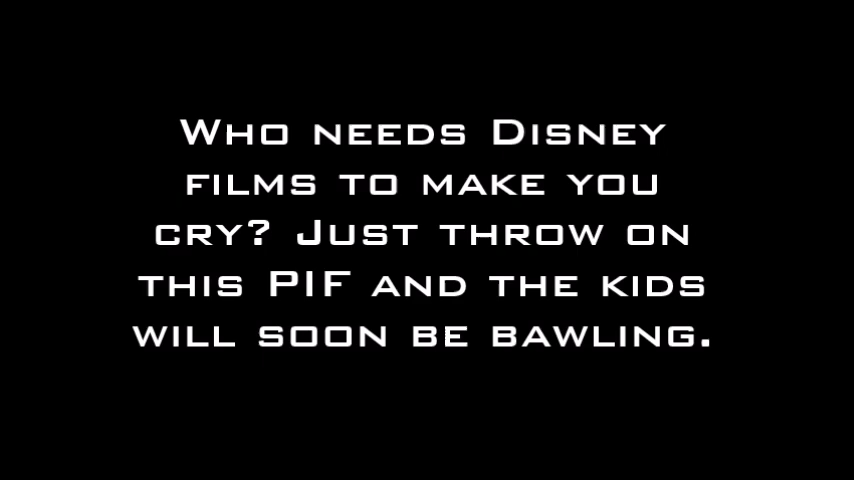 Who needs Disney
films to make you
cry? Just throw on
this PIF and the kids
will soon be bawling.